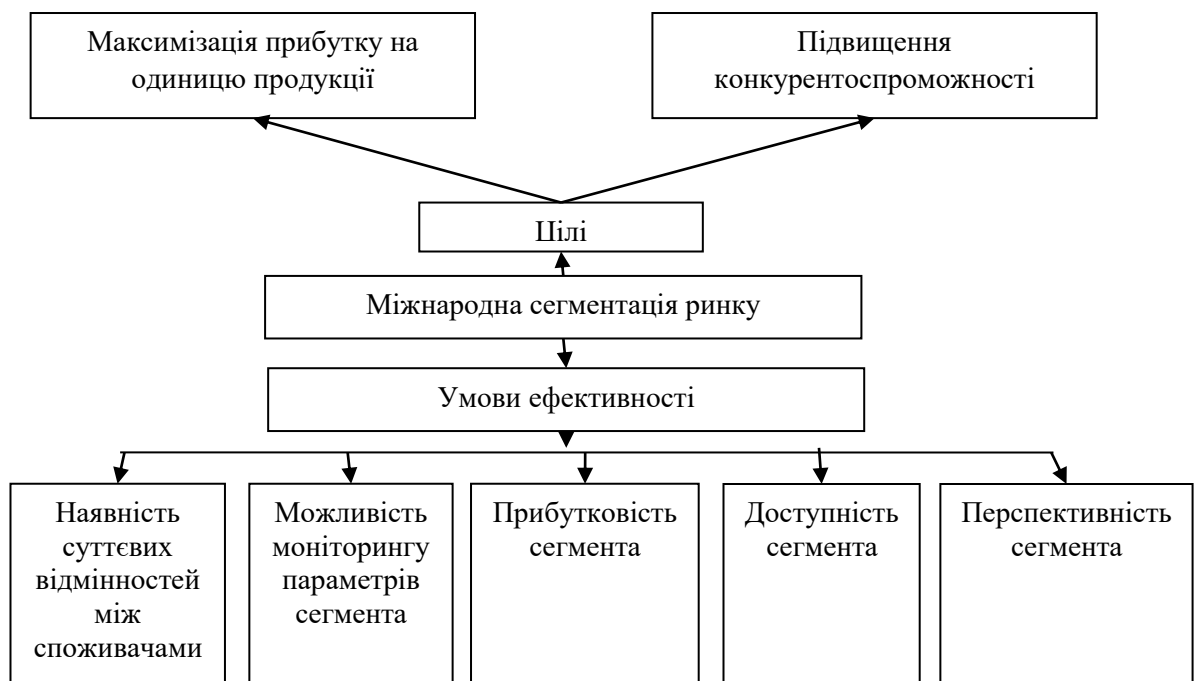 Максимізація прибутку на
одиницю продукції
Підвищення
конкурентоспроможності
Цілі
Міжнародна сегментація ринку
Умови ефективності
Наявність
суттєвих
відмінностей
між
споживачами
Можливість
моніторингу
параметрів
сегмента
Прибутковість
сегмента
Доступність
сегмента
Перспективність
сегмента